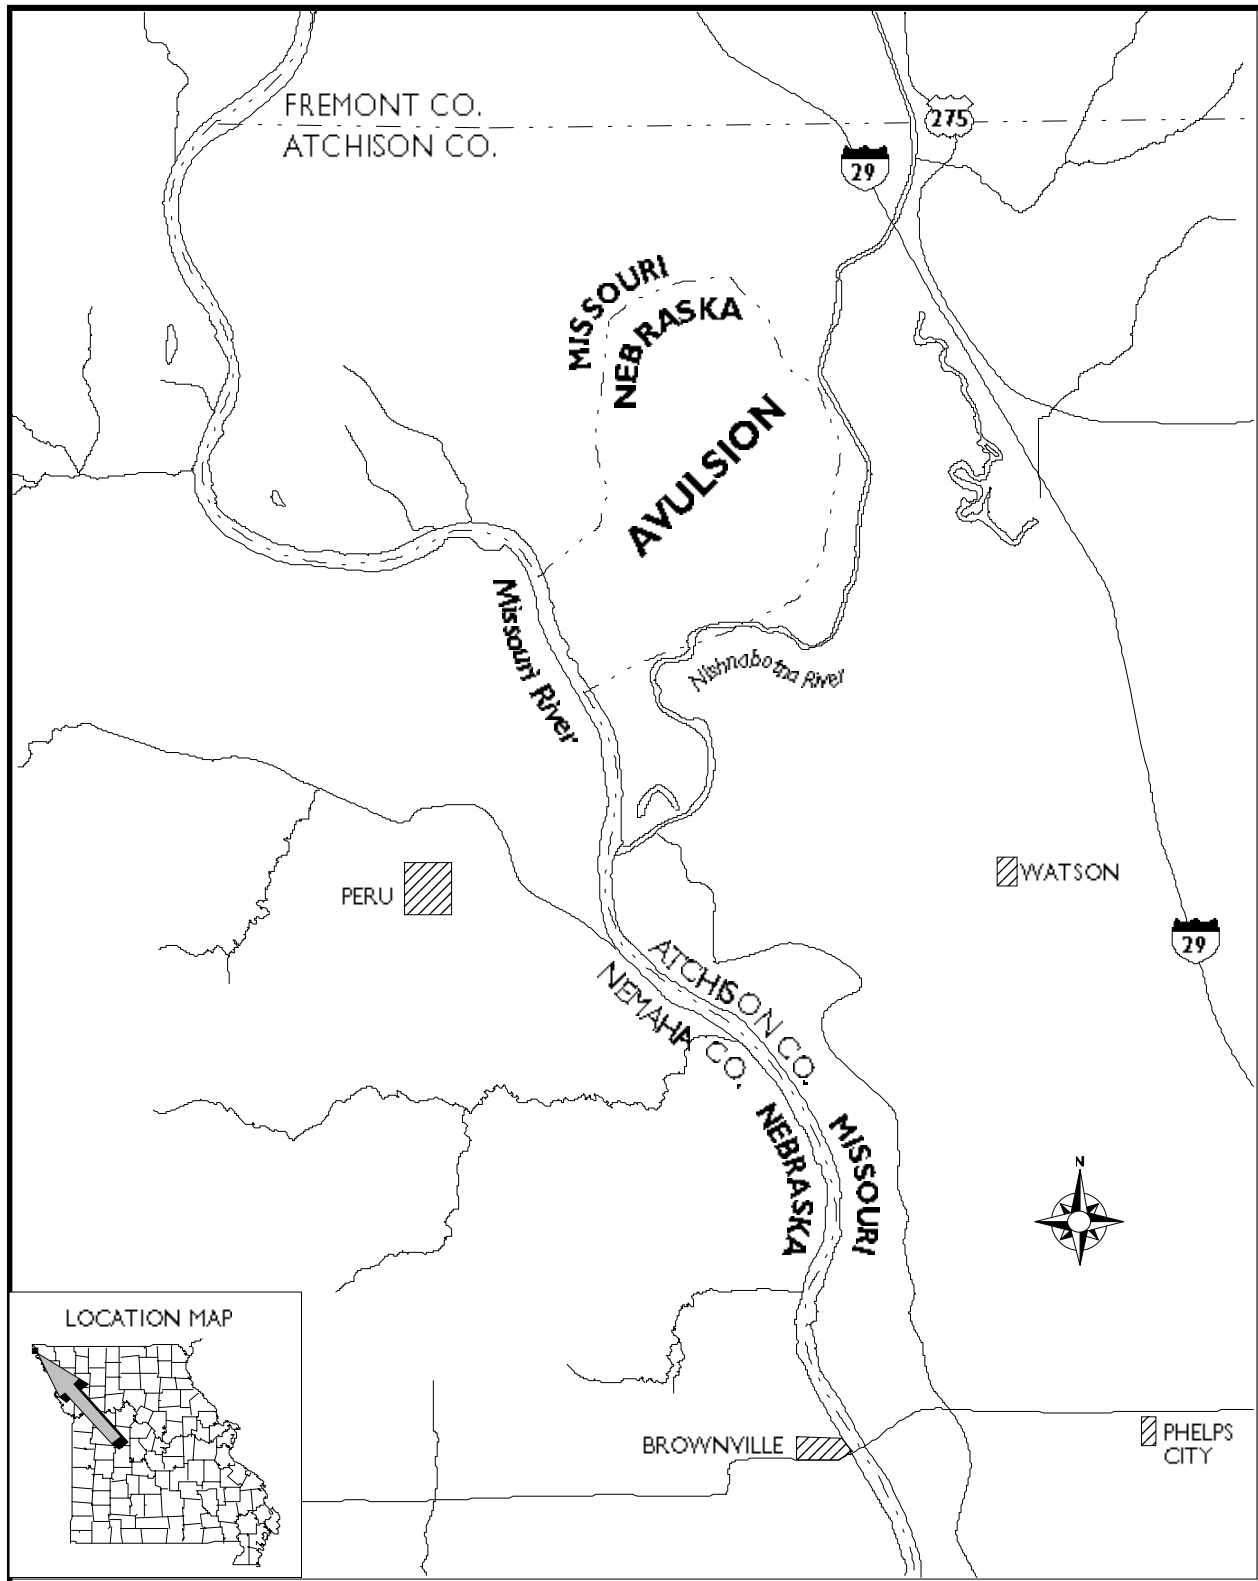 FREMONT CO.
ATCHISON CO.
275
29
MISSOURI
NEBRASKA
AVULSION
Missouri River
Nishnabotna River
PERU
WATSON
29
ATCHISON CO.
NEMAHA CO.
NEBRASKA
MISSOURI
N
LOCATION MAP
BROWNVILLE
PHELPS
CITY